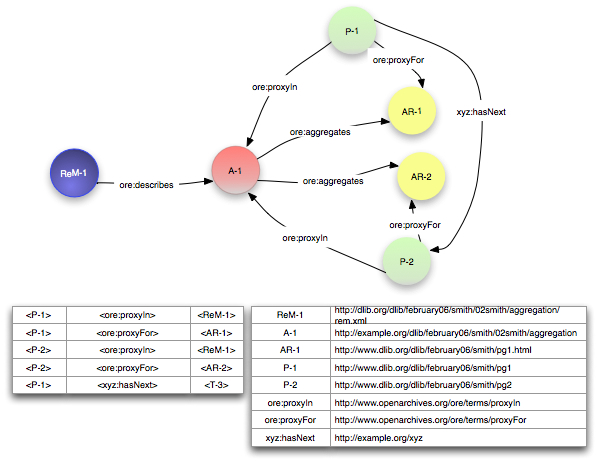 P-1
ore:proxyFor
ore:proxyIn
AR-1
xyz:hasNext
ore:aggregates
ReM-1
A-1
AR-2
ore:describes
ore:aggregates
ore:proxyFor
ore:proxyIn
P-2
<P-1> <ore:proxyIn> <ReM-1>
<P-1> <ore:proxyFor> <AR-1>
<P-2> <ore:proxyIn> <ReM-1>
<P-2> <ore:proxyFor> <AR-2>
<P-1> <xyz:hasNext> <T-3>
ReM-1 http://dlib.org/dlib/february06/smith/02smith/aggregation/
rem.xml
A-1 http://example.org/dlib/february06/smith/02smith/aggregation
AR-1 http://www.dlib.org/dlib/february06/smith/pg1.html
P-1 http://www.dlib.org/dlib/february06/smith/pg1
P-2 http://www.dlib.org/dlib/february06/smith/pg2
ore:proxyIn http://www.openarchives.org/ore/terms/proxyIn
ore:proxyFor http://www.openarchives.org/ore/terms/proxyFor
xyz:hasNext http://example.org/xyz